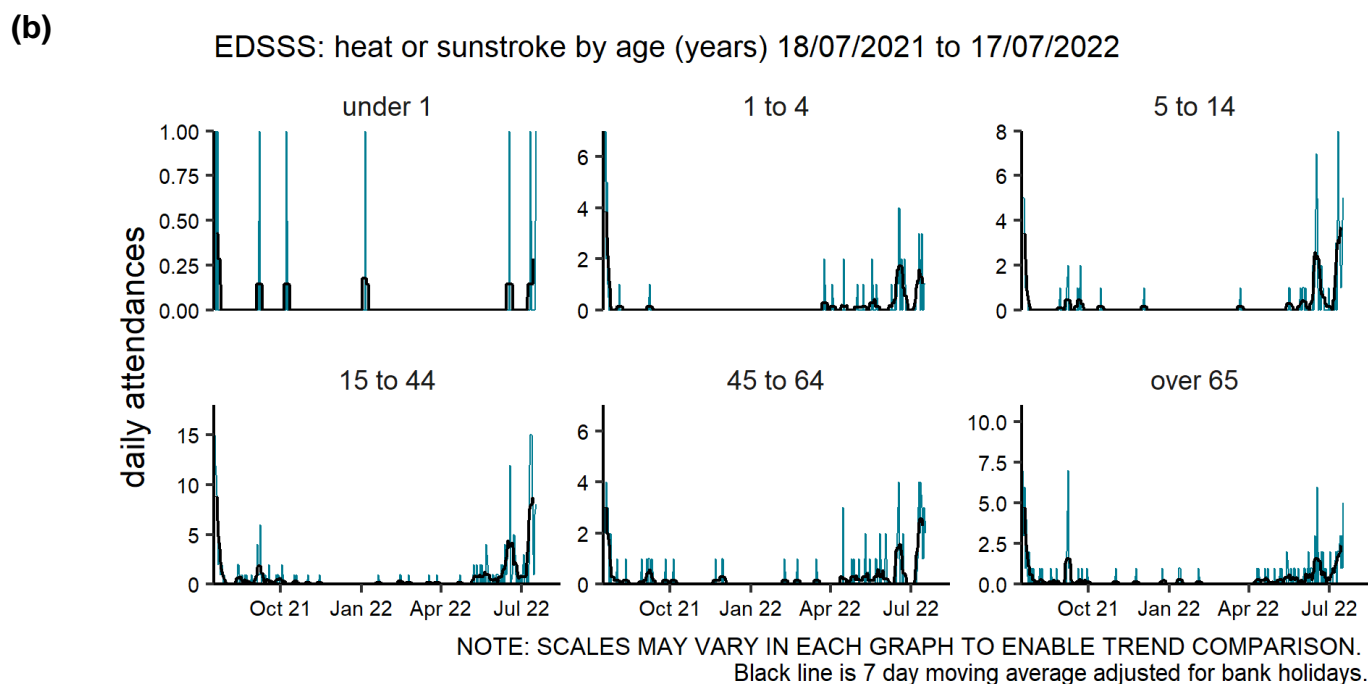 (b)
EDSSS: heat or sunstroke by age (years) 18/07/2021 to 17/07/2022
under 1
1 to 4
5 to 14
1.00
0.75
0.50
0.25
0.00
6
4
2
0
8
6
4
2
0
daily attendances
15 to 44
45 to 64
over 65
15
10
5
0
6
4
2
0
10.0
7.5
5.0
2.5
0.0
Oct 21 Jan 22 Apr 22 Jul 22
Oct 21 Jan 22 Apr 22 Jul 22
Oct 21 Jan 22 Apr 22 Jul 22
NOTE: SCALES MAY VARY IN EACH GRAPH TO ENABLE TREND COMPARISON.
Black line is 7 day moving average adjusted for bank holidays.